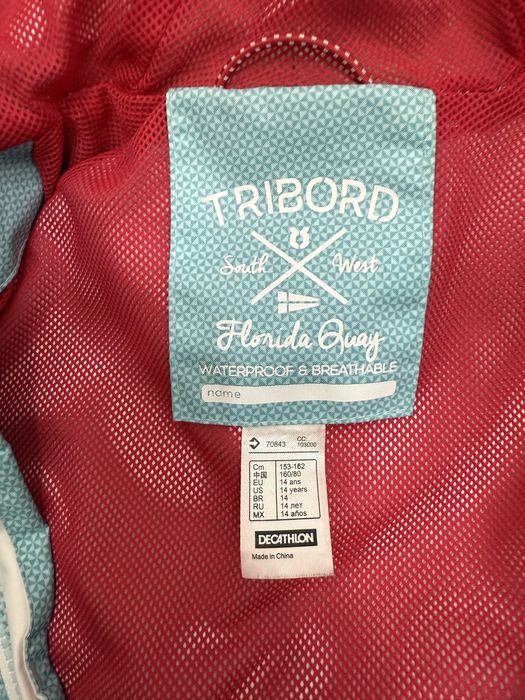 TRIBORD
South West
Florida Quay
WATERPROOF & BREATHABLE
name
70843 CC: 103000
Cm 153-162
中国 160/80
EU 14 ans
US 14 years
BR 14
RU 14 лет
MX 14 años
DECATHLON
Made in China